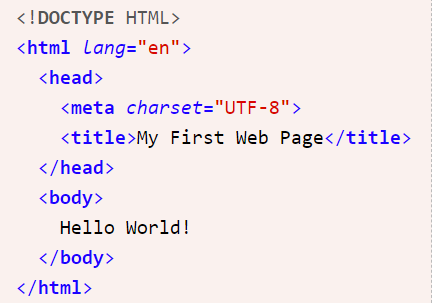 <!DOCTYPE HTML>
<html lang="en">
  <head>
    <meta charset="UTF-8">
    <title>My First Web Page</title>
  </head>
  <body>
    Hello World!
  </body>
</html>